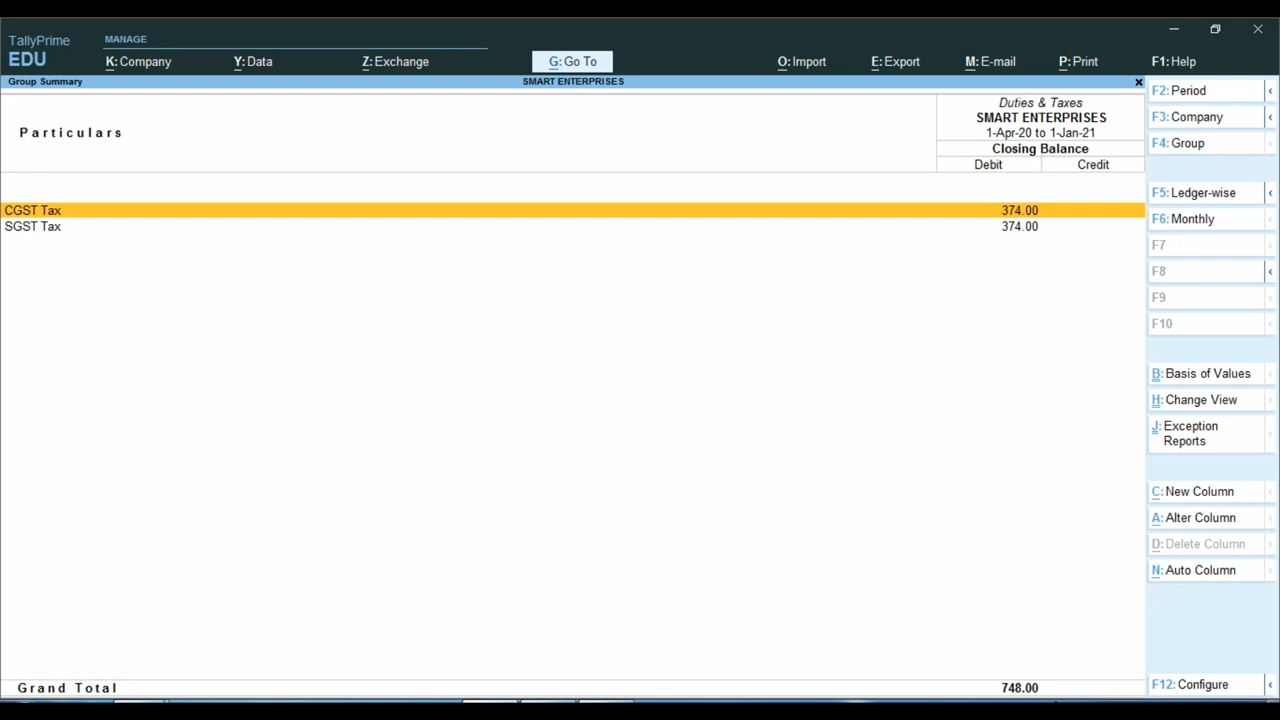 TallyPrime
EDU
MANAGE
K: Company
Y: Data
Z: Exchange
G: Go To
O: Import
E: Export
M: E-mail
P: Print
F1: Help
Group Summary
SMART ENTERPRISES
x
Particulars
Duties & Taxes
SMART ENTERPRISES
1-Apr-20 to 1-Jan-21
Closing Balance
Debit Credit
CGST Tax 374.00
SGST Tax 374.00
Grand Total 748.00
F2: Period
F3: Company
F4: Group
F5: Ledger-wise
F6: Monthly
F7
F8
F9
F10
B: Basis of Values
H: Change View
J: Exception
Reports
C: New Column
A: Alter Column
D: Delete Column
N: Auto Column
F12: Configure